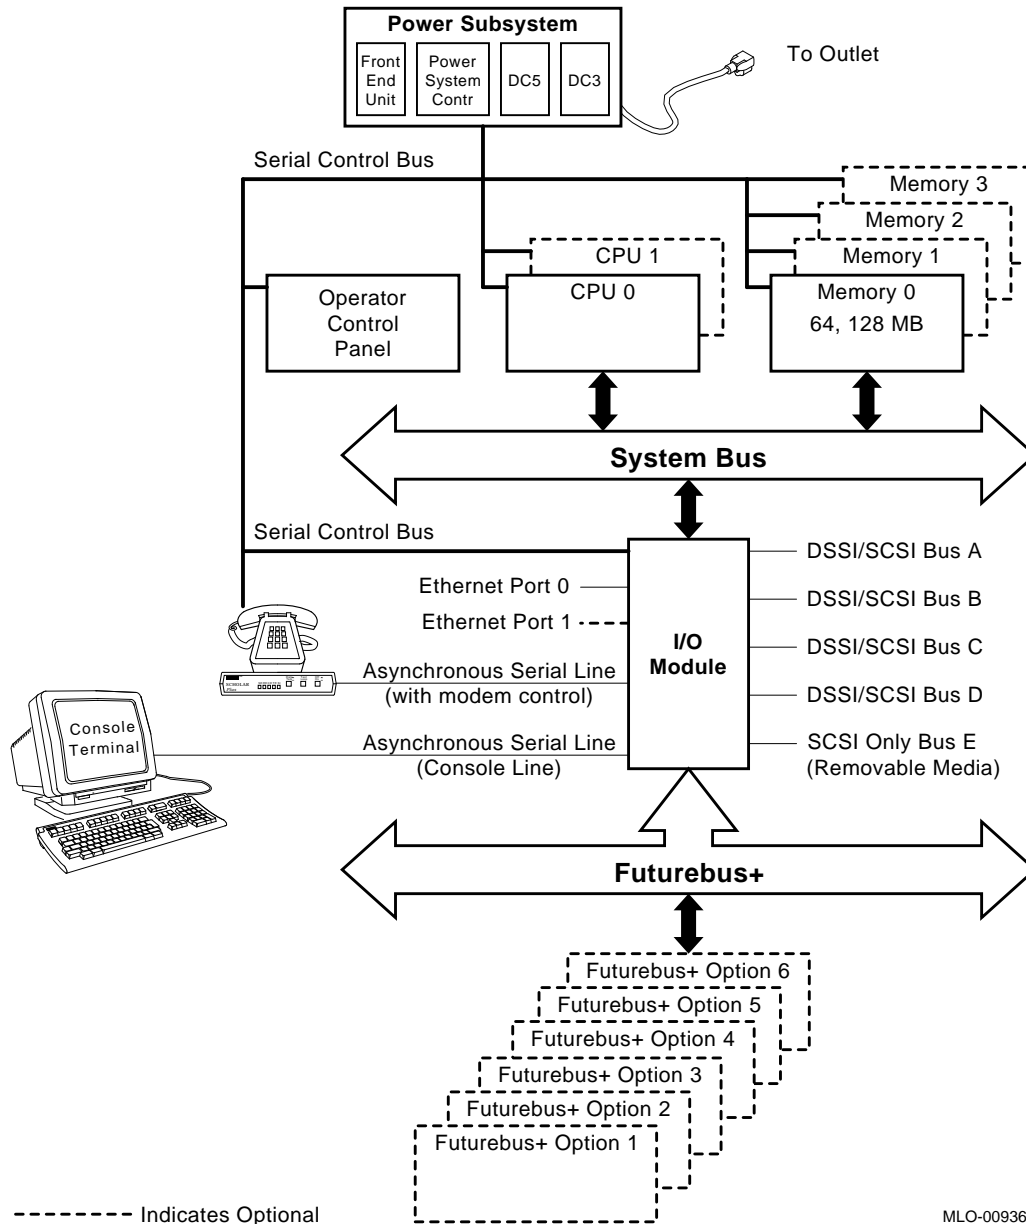 Power Subsystem
Front
End
Unit
Power
System
Contr
DC5
DC3
To Outlet
Serial Control Bus
Memory 3
Memory 2
Memory 1
Memory 0
64, 128 MB
CPU 1
CPU 0
Operator
Control
Panel
System Bus
Serial Control Bus
Ethernet Port 0
Ethernet Port 1
Asynchronous Serial Line
(with modem control)
Asynchronous Serial Line
(Console Line)
I/O
Module
DSSI/SCSI Bus A
DSSI/SCSI Bus B
DSSI/SCSI Bus C
DSSI/SCSI Bus D
SCSI Only Bus E
(Removable Media)
SCHOLAR
Plus
Console
Terminal
Futurebus+
Futurebus+ Option 6
Futurebus+ Option 5
Futurebus+ Option 4
Futurebus+ Option 3
Futurebus+ Option 2
Futurebus+ Option 1
Indicates Optional
MLO-00936